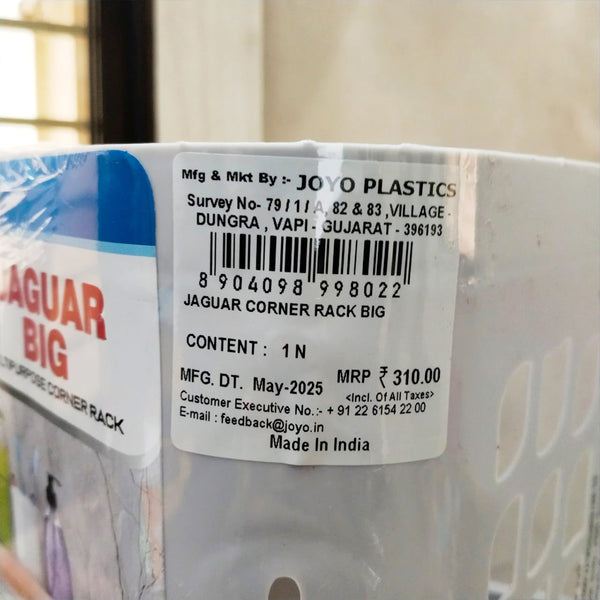 Mfg & Mkt By :- JOYO PLASTICS
Survey No- 79 / 1 / A, 82 & 83 ,VILLAGE -
DUNGRA , VAPI - GUJARAT - 396193
8 904098 998022
JAGUAR CORNER RACK BIG
CONTENT : 1 N
MFG. DT. May-2025 MRP ₹ 310.00
<Incl. Of All Taxes>
Customer Executive No.:- + 91 22 6154 22 00
E-mail : feedback@joyo.in
Made In India
JAGUAR
BIG
CORNER RACK